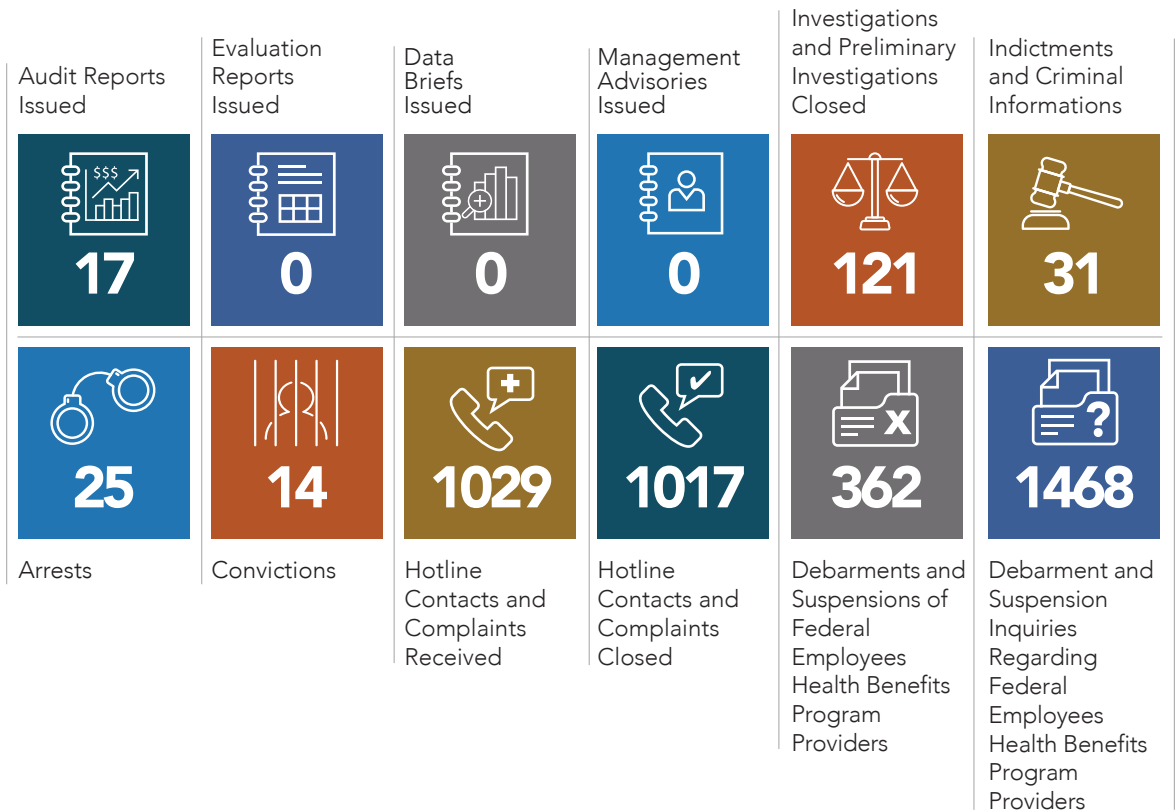 Audit Reports
Issued
$$$
17
Evaluation
Reports
Issued
0
Data
Briefs
Issued
0
Management
Advisories
Issued
0
Investigations
and Preliminary
Investigations
Closed
121
Indictments
and Criminal
Informations
31
25
Arrests
14
Convictions
1029
Hotline
Contacts and
Complaints
Received
1017
Hotline
Contacts and
Complaints
Closed
X
362
Debarments and
Suspensions of
Federal
Employees
Health Benefits
Program
Providers
?
1468
Debarment and
Suspension
Inquiries
Regarding
Federal
Employees
Health Benefits
Program
Providers